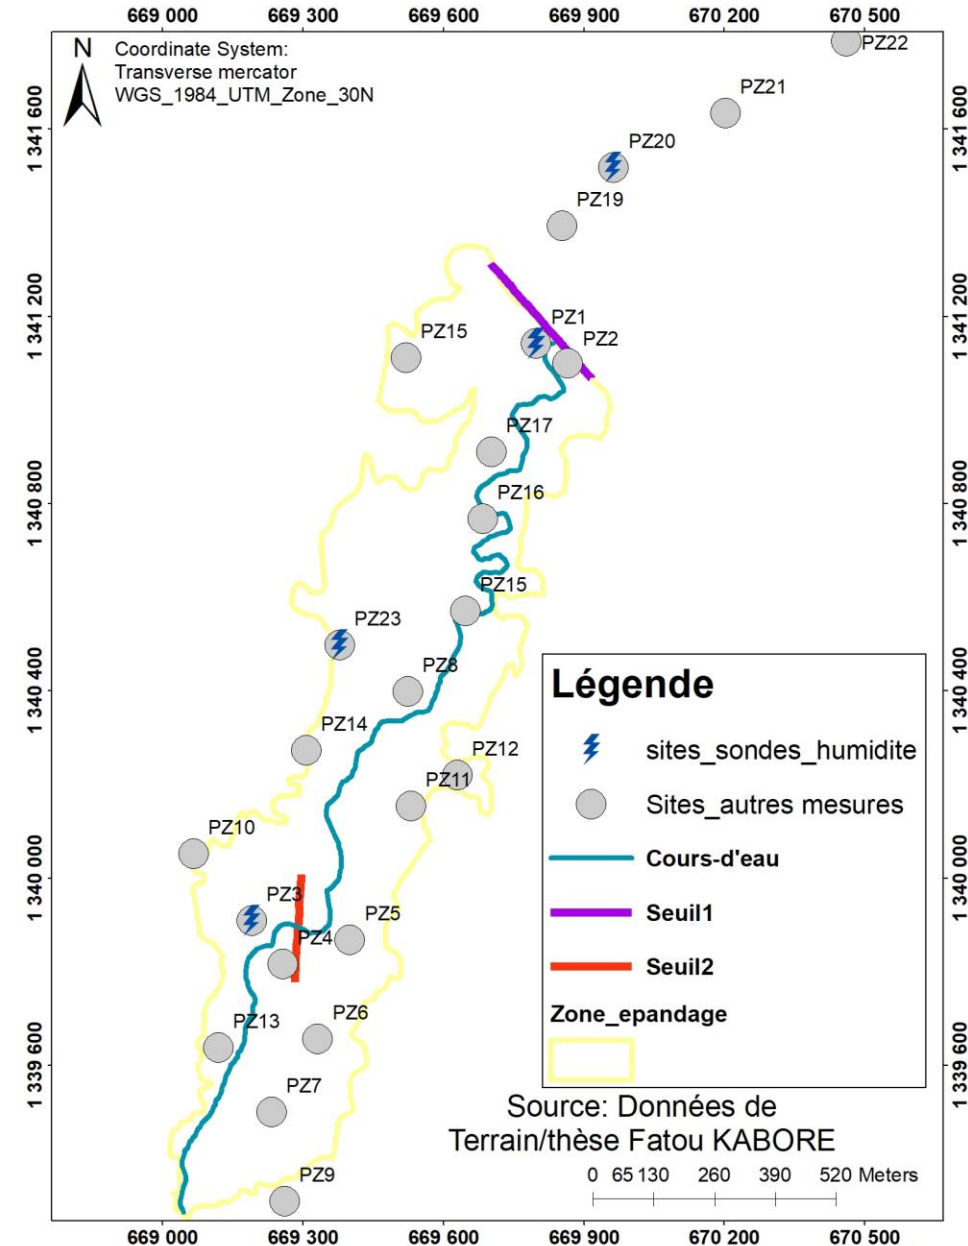 669 000 669 300 669 600 669 900 670 200 670 500
N
Coordinate System:
Transverse mercator
WGS_1984_UTM_Zone_30N
PZ22
PZ21
1 341 600
1 341 600
PZ20
PZ19
1 341 200
1 341 200
PZ1
PZ15
PZ2
PZ17
PZ16
1 340 800
1 340 800
PZ15
PZ23
PZ8
1 340 400
1 340 400
PZ14
PZ12
PZ11
PZ10
1 340 000
1 340 000
PZ3
PZ5
PZ4
PZ6
PZ13
1 339 600
1 339 600
PZ7
PZ9
Légende
sites_sondes_humidite
Sites_autres mesures
Cours-d'eau
Seuil1
Seuil2
Zone_epandage
Source: Données de
Terrain/thèse Fatou KABORE
0 65 130 260 390 520 Meters
669 000 669 300 669 600 669 900 670 200 670 500